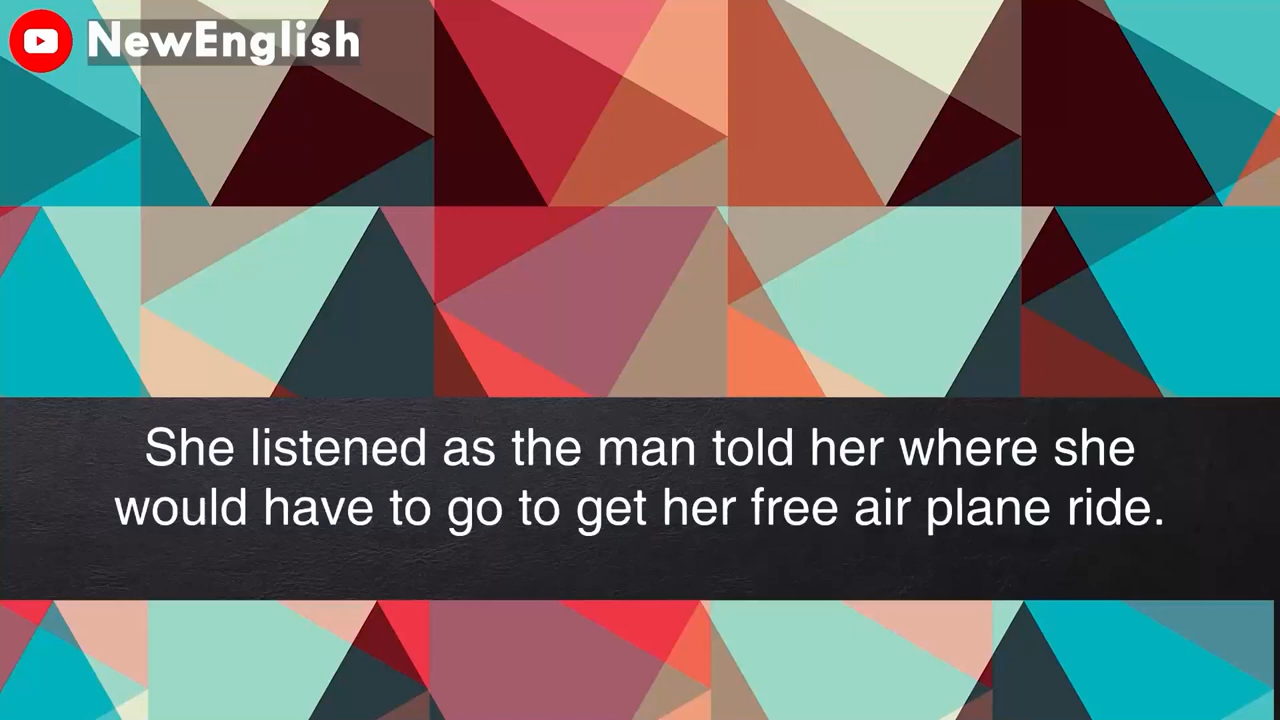 NewEnglish
She listened as the man told her where she
would have to go to get her free air plane ride.